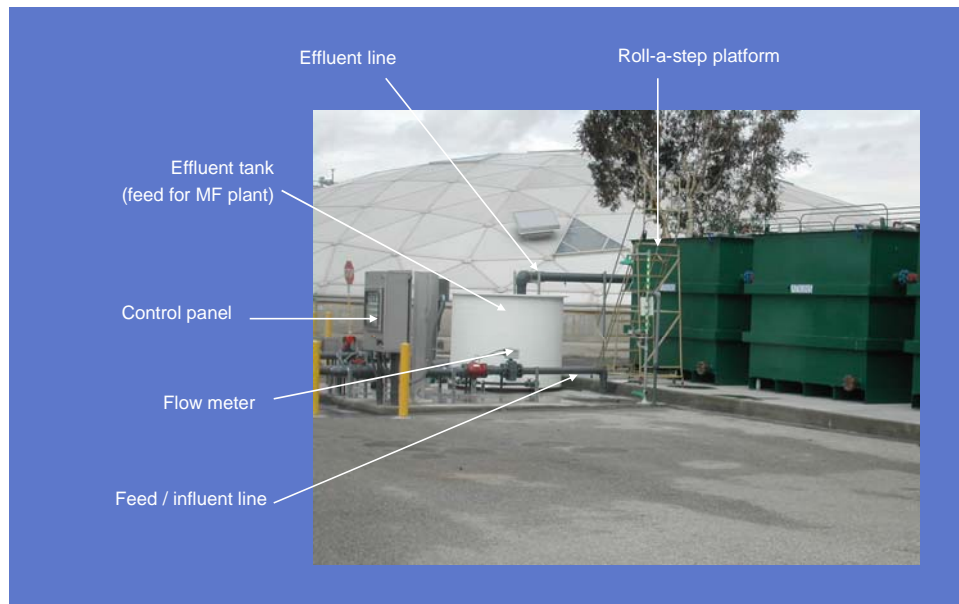 Effluent line
Roll-a-step platform
Effluent tank
(feed for MF plant)
Control panel
Flow meter
Feed / influent line